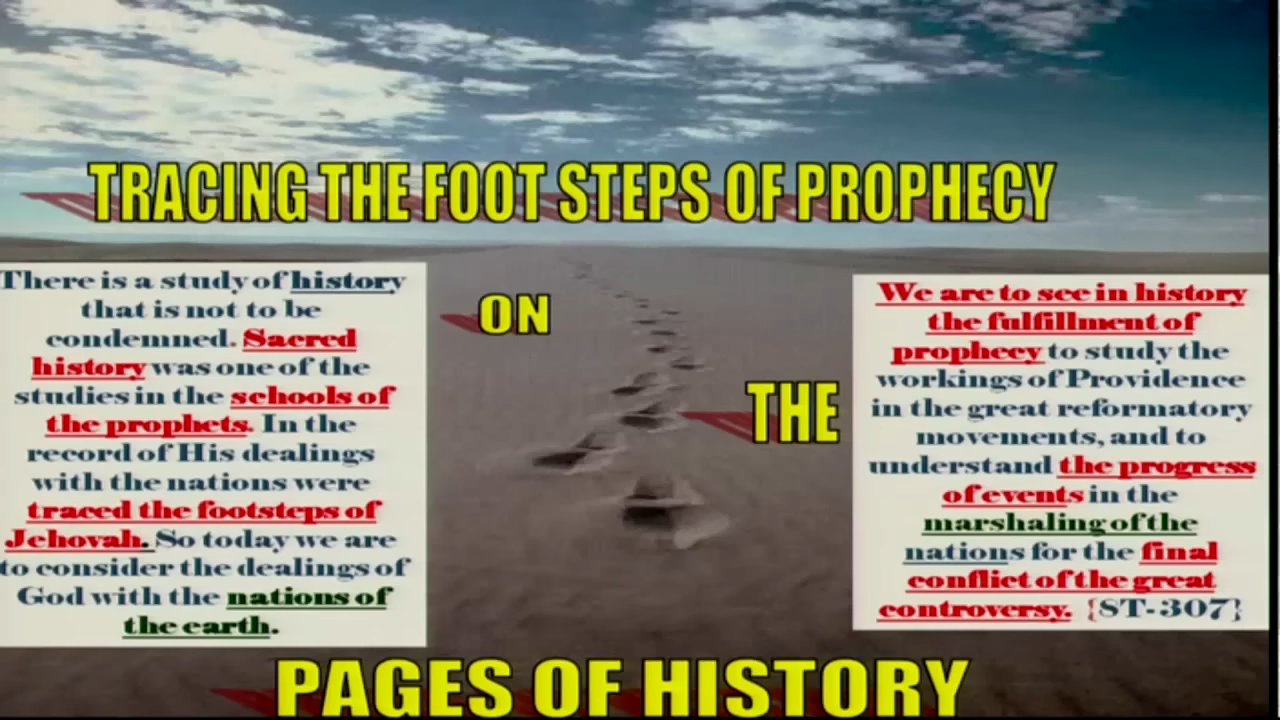 TRACING THE FOOT STEPS OF PROPHECY
ON
THE
PAGES OF HISTORY
There is a study of history
that is not to be
condemned. Sacred
history was one of the
studies in the schools of
the prophets. In the
record of His dealings
with the nations were
traced the footsteps of
Jehovah. So today we are
to consider the dealings of
God with the nations of
the earth.
We are to see in history
the fulfillment of
prophecy to study the
workings of Providence
in the great reformatory
movements, and to
understand the progress
of events in the
marshaling of the
nations for the final
conflict of the great
controversy. {ST-307}